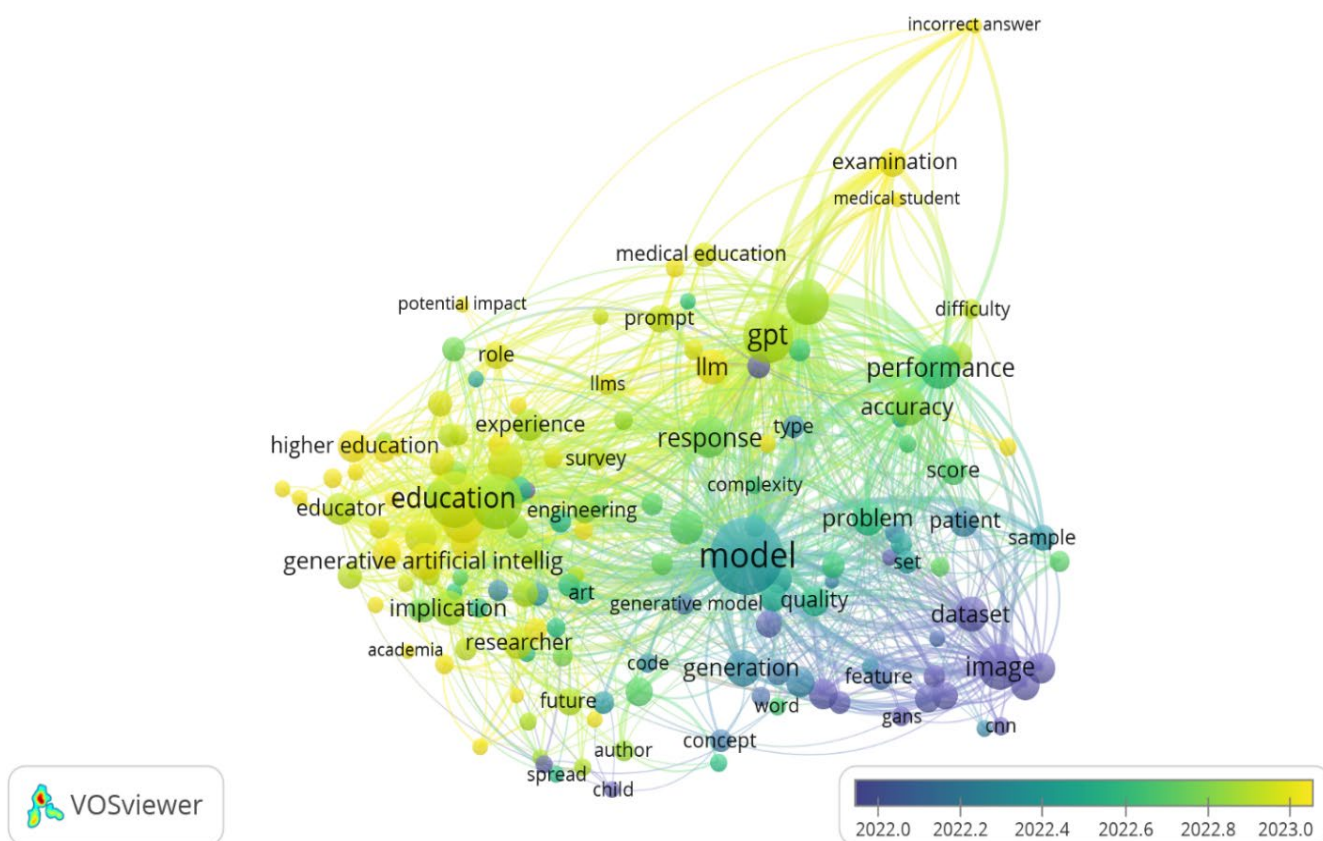 incorrect answer
examination
medical student
medical education
potential impact
difficulty
prompt
gpt
role
llm
performance
llms
accuracy
experience
type
higher education
response
survey
score
complexity
education
educator
engineering
problem
patient
sample
generative artificial intellig
set
art
generative model
quality
implication
dataset
researcher
academia
code
generation
feature
image
future
word
gans
cnn
concept
author
spread
child
model
VOSviewer
2022.0 2022.2 2022.4 2022.6 2022.8 2023.0